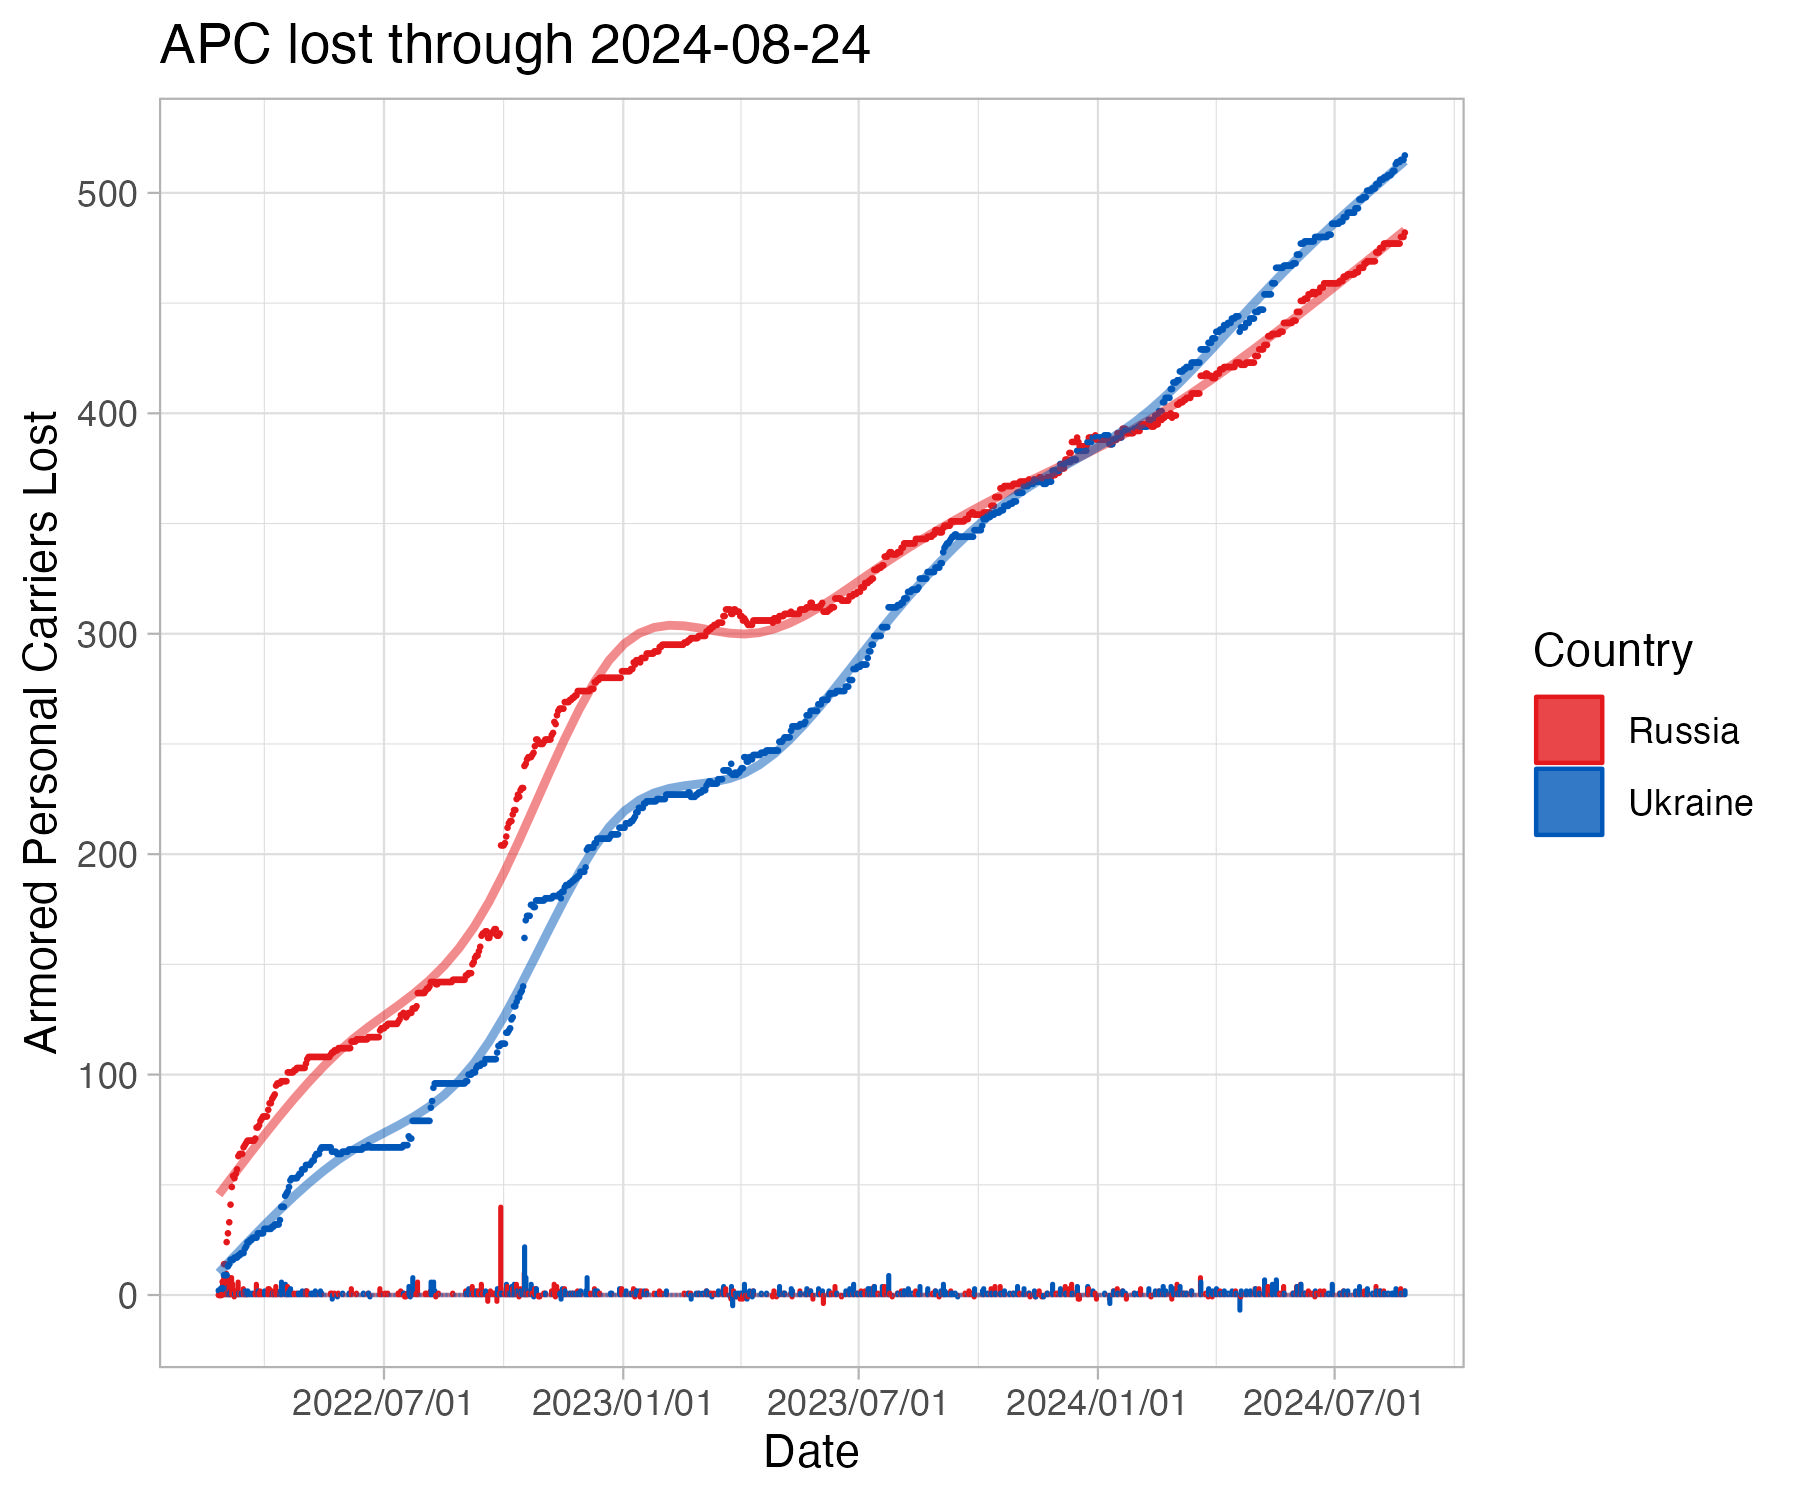 APC lost through 2024-08-24
Armored Personal Carriers Lost
500
400
300
200
100
0
2022/07/01
2023/01/01
2023/07/01
2024/01/01
2024/07/01
Date
Country
Russia
Ukraine